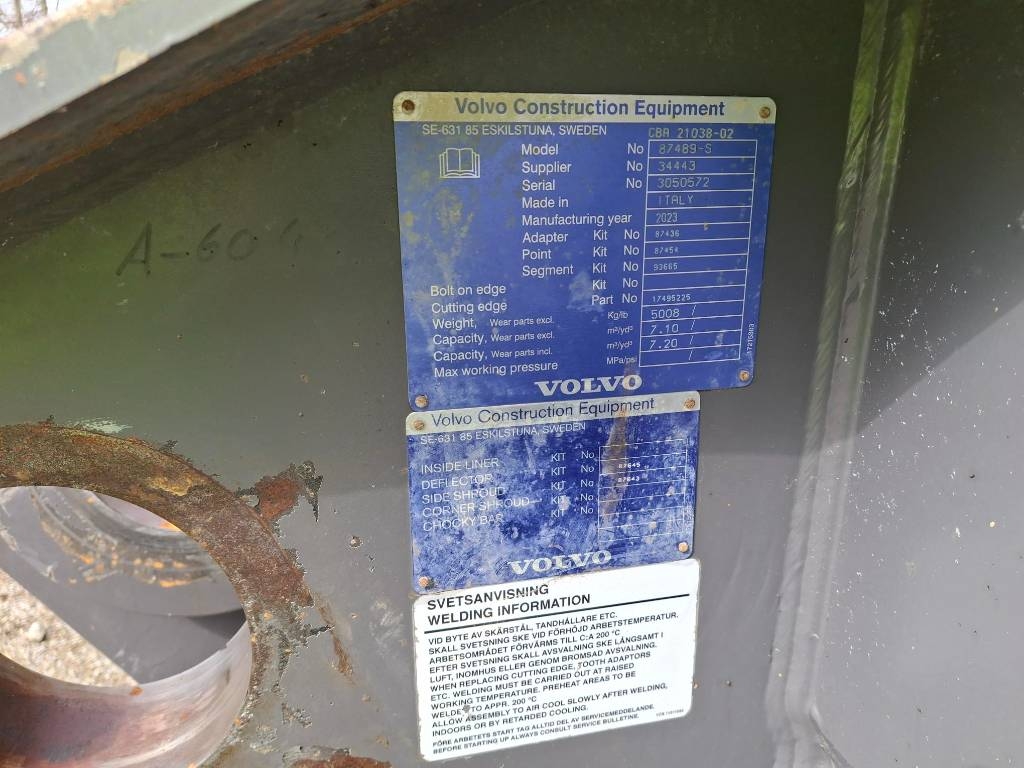 A-60
Volvo Construction Equipment
SE-631 85 ESKILSTUNA, SWEDEN CBA 21038-02
Model No 87489-S
Supplier 34443
Serial No 3050572
Made in ITALY
Manufacturing year 2023
Adapter Kit No 87436
Point Kit No 87454
Segment Kit No 93665
Bolt on edge Kit No
Cutting edge Part No 17495225
Weight, Wear parts excl. Kg/lb 5008 /
Capacity, Wear parts excl. m³/yd³ 7.10 /
Capacity, Wear parts incl. m³/yd³ 7.20 /
Max working pressure MPa/psi /
VOLVO
Volvo Construction Equipment
SE-631 85 ESKILSTUNA, SWEDEN
INSIDE LINER KIT No
DEFLECTOR KIT No 87645
SIDE SHROUD KIT No 87643
CORNER SHROUD KIT No
CHOCKY BAR KIT No
VOLVO
SVETSANVISNING
WELDING INFORMATION
VID BYTE AV SKÄRSTÅL, TANDHÅLLARE ETC.
SKALL SVETSNING SKE VID FÖRHÖJD ARBETSTEMPERATUR.
ARBETSOMRÅDET FÖRVÄRMS TILL C:A 200 °C
EFTER SVETSNING SKALL AVSVALNING SKE LÅNGSAMT I
LUFT, INOMHUS ELLER GENOM BROMSAD AVSVALNING.
WHEN REPLACING CUTTING EDGE, TOOTH ADAPTORS
ETC. WELDING MUST BE CARRIED OUT AT RAISED
WORKING TEMPERATURE. PREHEAT AREAS TO BE
WELDED TO APPR. 200 °C
ALLOW ASSEMBLY TO AIR COOL SLOWLY AFTER WELDING,
INDOORS OR BY RETARDED COOLING.
FÖRE ARBETETS START TAG ALLTID DEL AV SERVICEMEDDELANDE.
BEFORE STARTING UP ALWAYS CONSULT SERVICE BULLETINE.